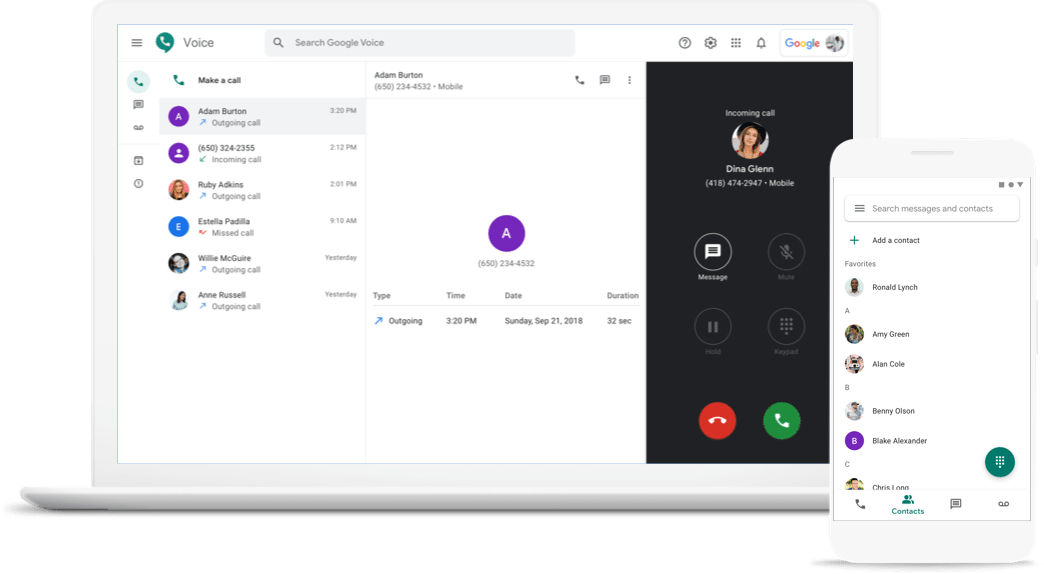 Voice
Search Google Voice
Google
Make a call
A
Adam Burton
3:20 PM
Outgoing call
(650) 324-2355
2:12 PM
Incoming call
Ruby Adkins
2:01 PM
Outgoing call
E
Estella Padilla
9:10 AM
Missed call
Willie McGuire
Yesterday
Outgoing call
Anne Russell
Yesterday
Outgoing call
Adam Burton
(650) 234-4532 • Mobile
A
(650) 234-4532
Type Time Date Duration
Outgoing 3:20 PM Sunday, Sep 21, 2018 32 sec
Incoming call
Dina Glenn
(418) 474-2947 • Mobile
Message Mute
Hold Keypad
Search messages and contacts
Add a contact
Favorites
Ronald Lynch
A
Amy Green
Alan Cole
B
Benny Olson
B
Blake Alexander
C
Chris Long
Contacts